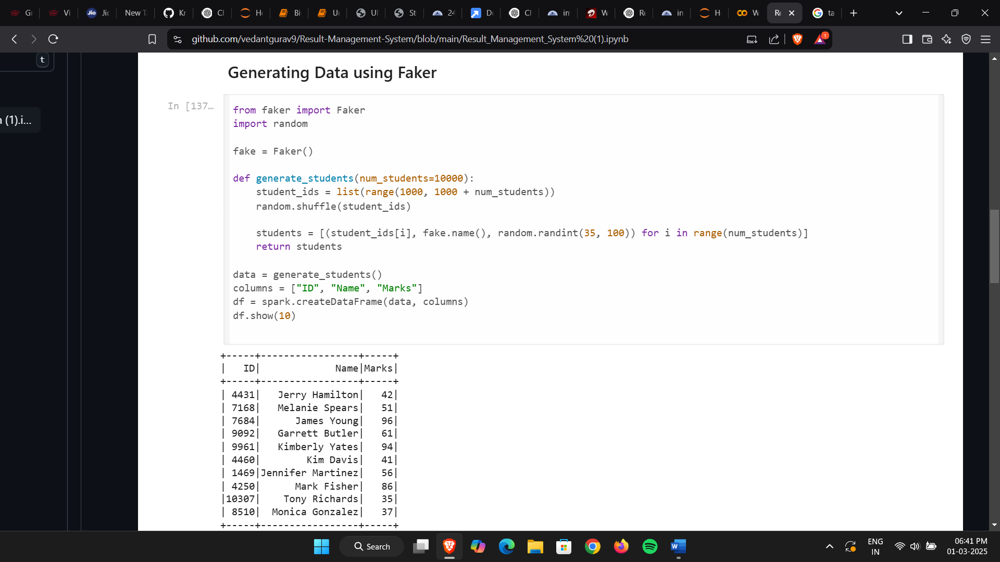 Gi
Vi
Jio
Jic
New T
Kr
Cl
He
Bi
Ui
Ul
St
24
De
Cl
in
W
Re
in
H
W
Re
ta
github.com/vedantgurav9/Result-Management-System/blob/main/Result_Management_System%20(1).ipynb
1
t
n (1).i...
Generating Data using Faker
In [137…
from faker import Faker
import random
fake = Faker()
def generate_students(num_students=10000):
    student_ids = list(range(1000, 1000 + num_students))
    random.shuffle(student_ids)
    students = [(student_ids[i], fake.name(), random.randint(35, 100)) for i in range(num_students)]
    return students
data = generate_students()
columns = ["ID", "Name", "Marks"]
df = spark.createDataFrame(data, columns)
df.show(10)
+-----+-----------------+-----+
|   ID|             Name|Marks|
+-----+-----------------+-----+
| 4431|   Jerry Hamilton|   42|
| 7168|   Melanie Spears|   51|
| 7684|      James Young|   96|
| 9092|   Garrett Butler|   61|
| 9961|   Kimberly Yates|   94|
| 4460|        Kim Davis|   41|
| 1469|Jennifer Martinez|   56|
| 4250|      Mark Fisher|   86|
|10307|    Tony Richards|   35|
| 8510|  Monica Gonzalez|   37|
+-----+-----------------+-----+
Search
W
ENG
IN
06:41 PM
01-03-2025